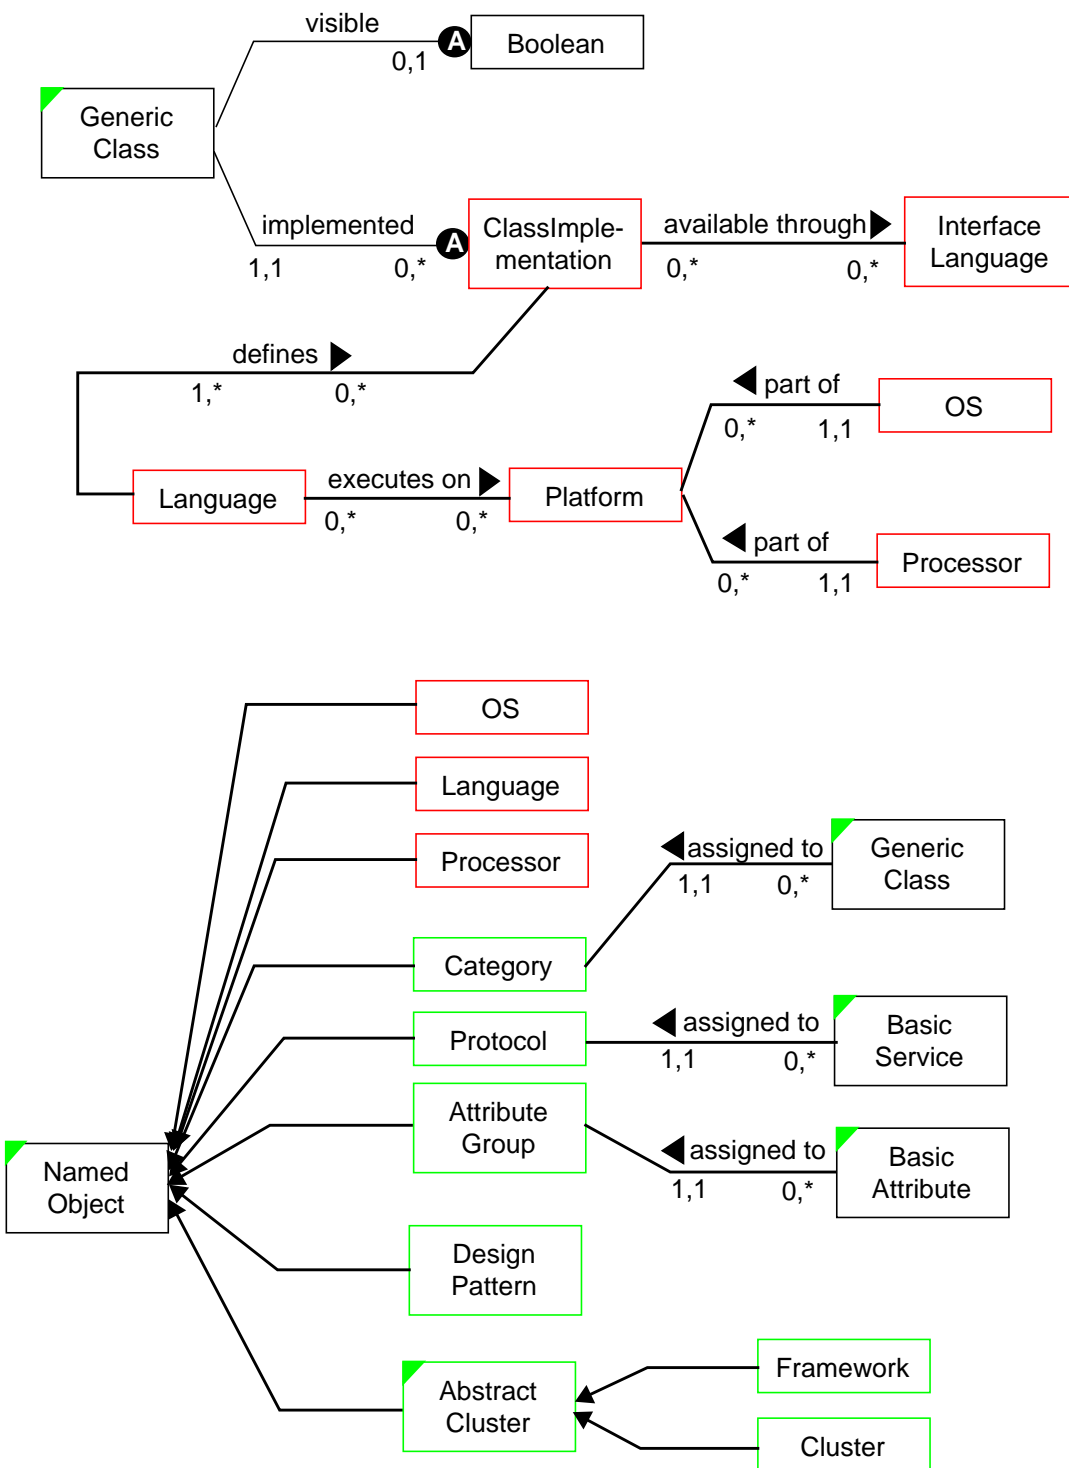 visible
A
Boolean
0,1
Generic
Class
implemented
A
ClassImple-
mentation
available through
Interface
Language
1,1
0,*
0,*
0,*
defines
1,*
0,*
part of
OS
0,*
1,1
Language
executes on
Platform
0,*
0,*
part of
Processor
0,*
1,1
OS
Language
Processor
assigned to
Generic
Class
1,1
0,*
Category
Protocol
assigned to
Basic
Service
1,1
0,*
Attribute
Group
assigned to
Basic
Attribute
1,1
0,*
Named
Object
Design
Pattern
Abstract
Cluster
Framework
Cluster